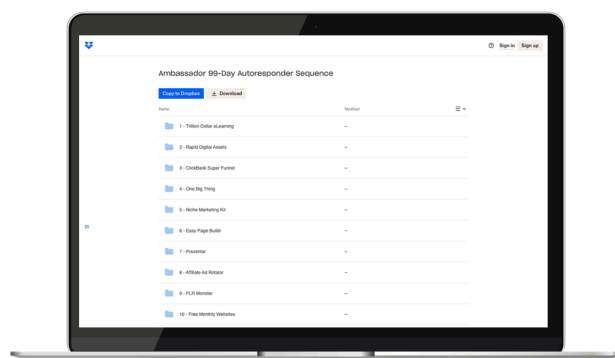 Sign in Sign up
Ambassador 99-Day Autoresponder Sequence
Copy to Dropbox Download
Name Modified
1 - Trillion Dollar eLearning --
2 - Rapid Digital Assets --
3 - ClickBank Super Funnel --
4 - One Big Thing --
5 - Niche Marketing Kit --
6 - Easy Page Buildr --
7 - Prezentar --
8 - Affiliate Ad Rotator --
9 - PLR Monster --
10 - Free Monthly Websites --